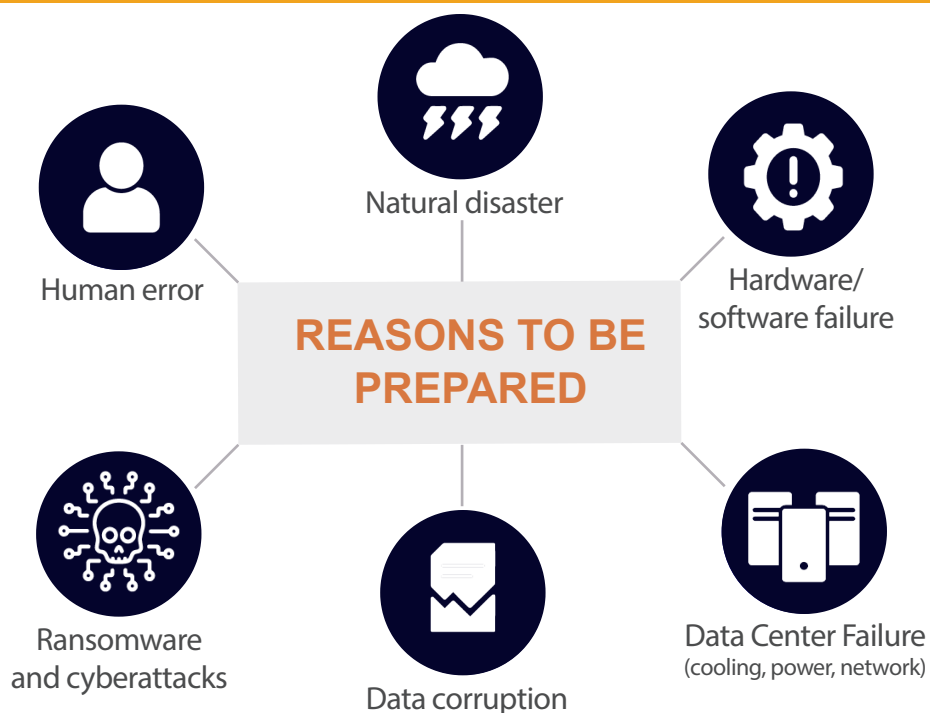 Natural disaster
Human error
Hardware/
software failure
REASONS TO BE
PREPARED
Ransomware
and cyberattacks
Data corruption
Data Center Failure
(cooling, power, network)